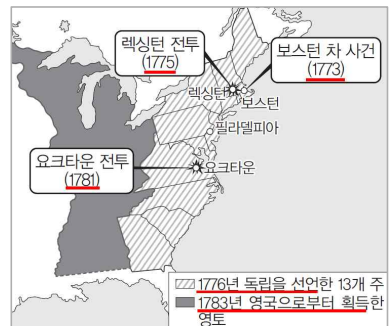 렉싱턴 전투
(1775)
보스턴 차 사건
(1773)
렉싱턴
보스턴
필라델피아
요크타운 전투
(1781)
요크타운
1776년 독립을 선언한 13개 주
1783년 영국으로부터 획득한
영토